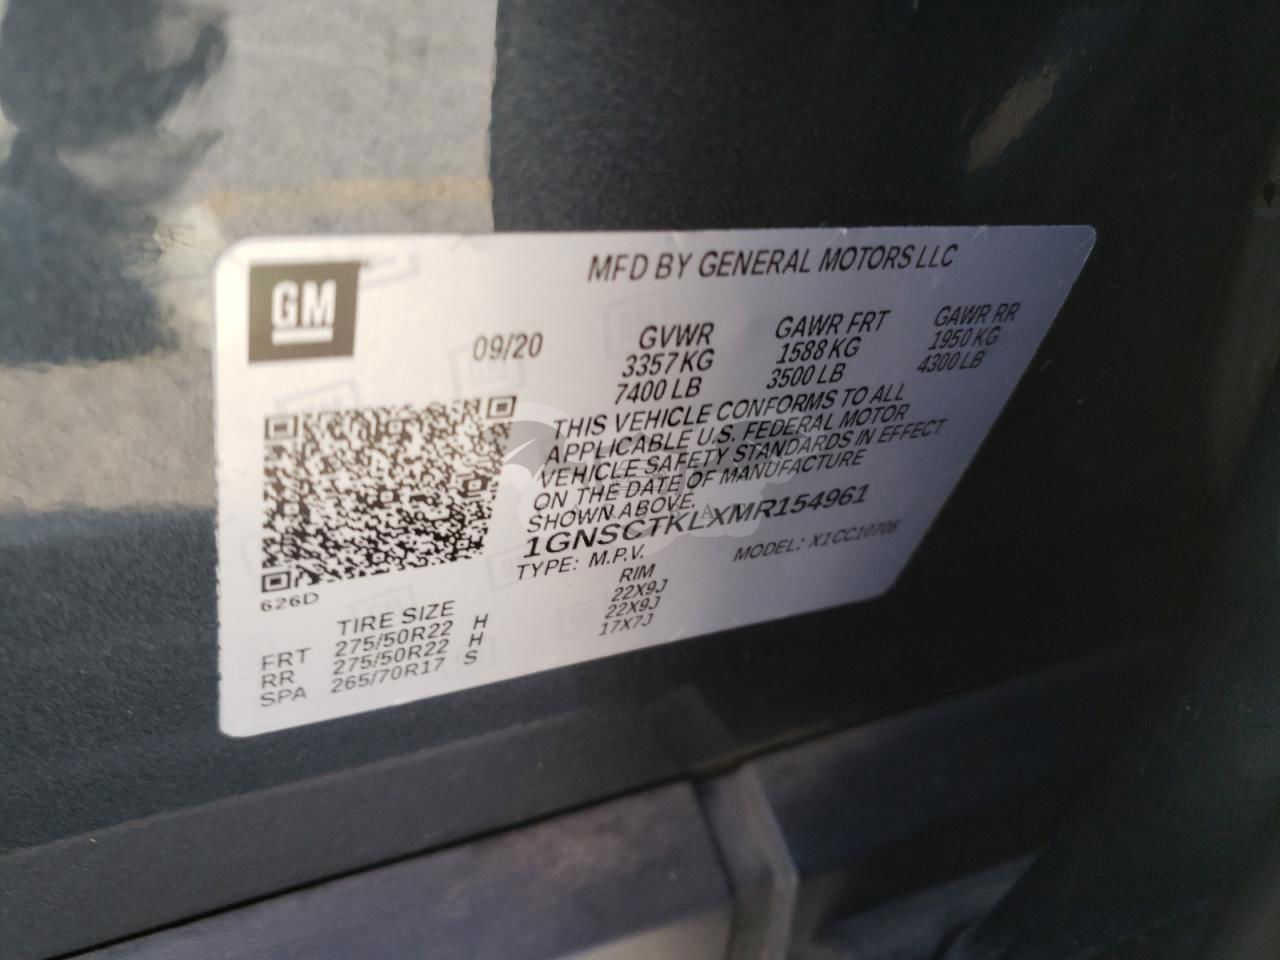 GM
MFD BY GENERAL MOTORS LLC
09/20
GVWR
3357 KG
7400 LB
GAWR FRT
1588 KG
3500 LB
GAWR RR
1950 KG
4300 LB
THIS VEHICLE CONFORMS TO ALL
APPLICABLE U.S. FEDERAL MOTOR
VEHICLE SAFETY STANDARDS IN EFFECT
ON THE DATE OF MANUFACTURE
SHOWN ABOVE.
1GNSCTKLXMR154961
TYPE: M.P.V. MODEL: X1CC10706
626D
TIRE SIZE RIM
FRT 275/50R22 H 22X9J
RR 275/50R22 H 22X9J
SPA 265/70R17 S 17X7J